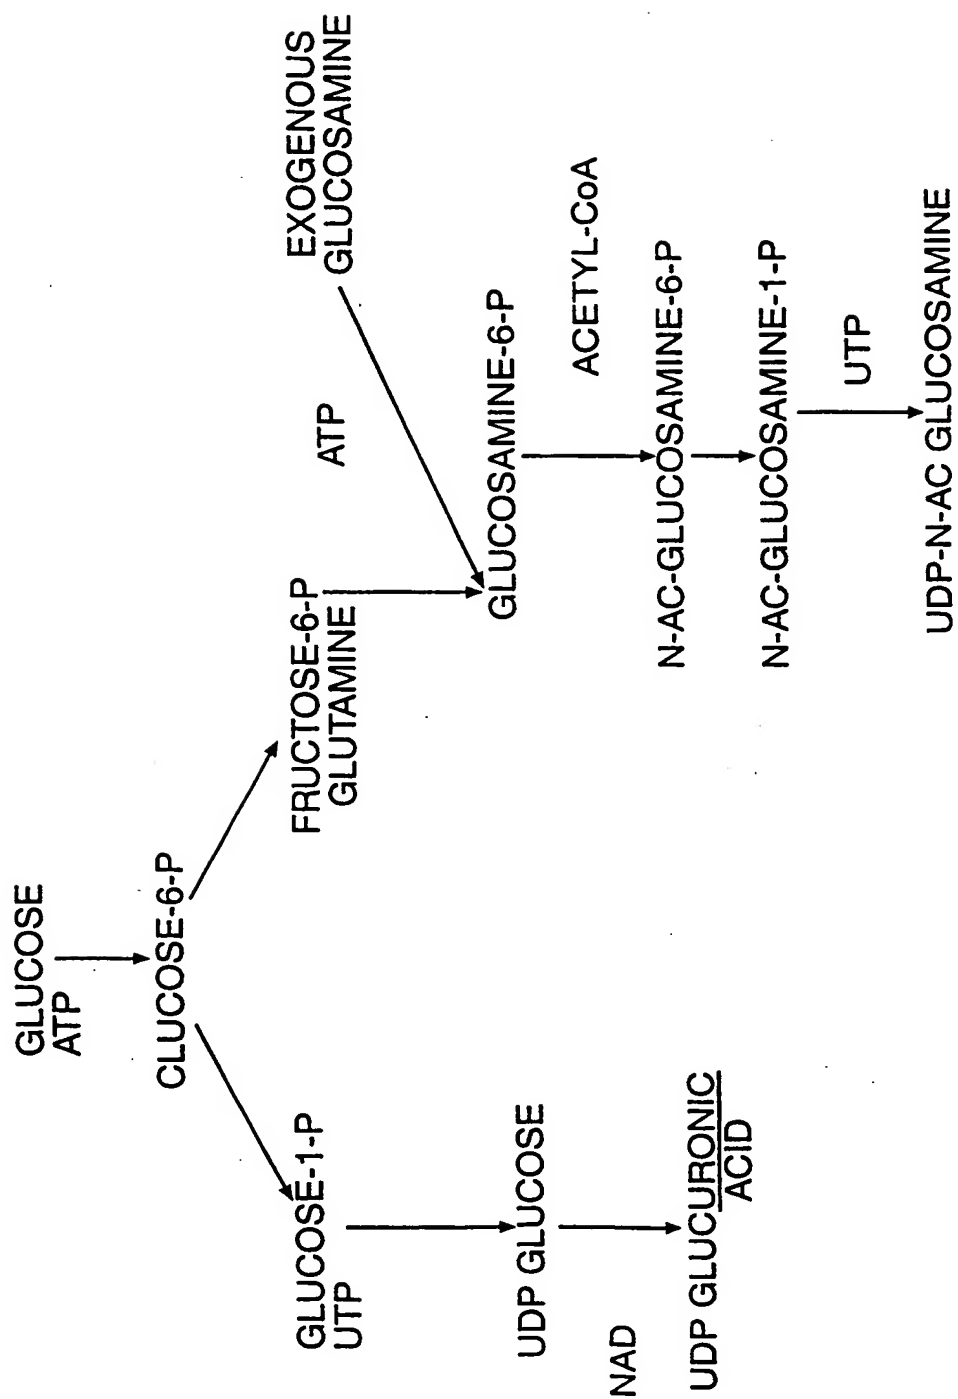 GLUCOSE
ATP
CLUCOSE-6-P
GLUCOSE-1-P
UTP
UDP GLUCOSE
NAD
UDP GLUCURONIC
ACID
FRUCTOSE-6-P
GLUTAMINE
EXOGENOUS
GLUCOSAMINE
ATP
GLUCOSAMINE-6-P
ACETYL-CoA
N-AC-GLUCOSAMINE-6-P
N-AC-GLUCOSAMINE-1-P
UTP
UDP-N-AC GLUCOSAMINE